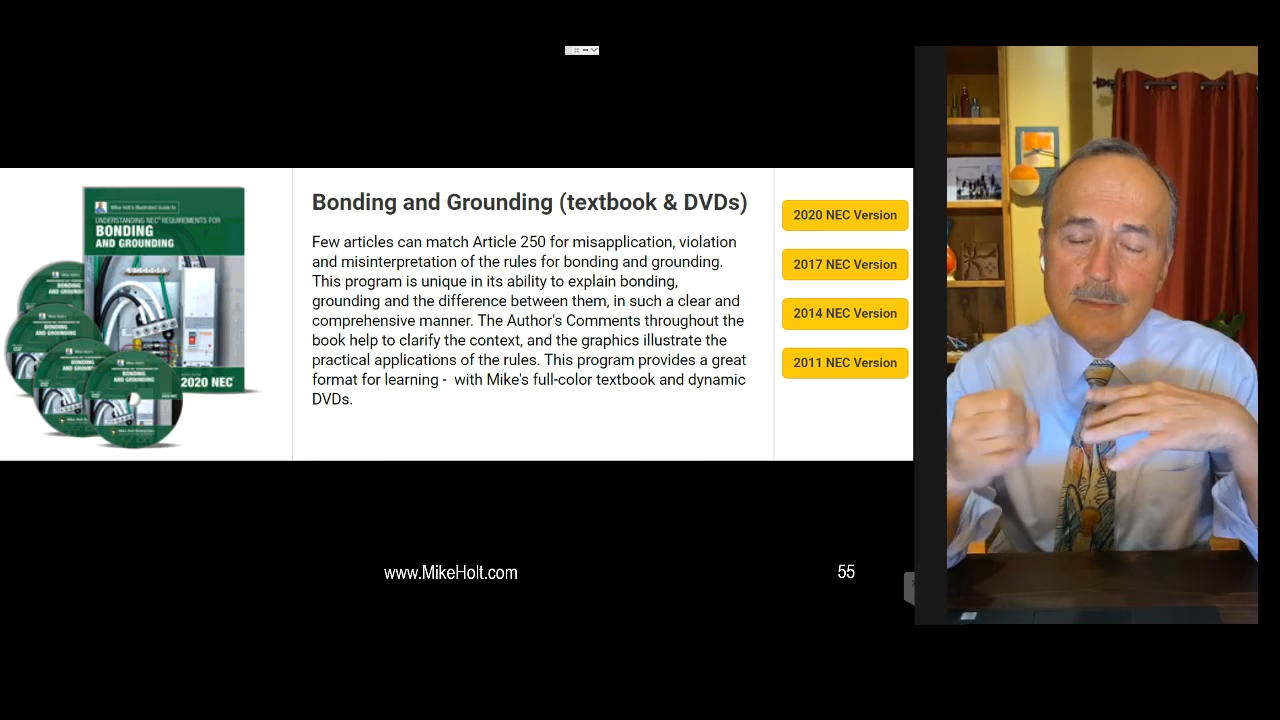 Mike Holt's Illustrated Guide to
UNDERSTANDING NEC® REQUIREMENTS FOR
BONDING
AND GROUNDING
2020 NEC®
Bonding and Grounding (textbook & DVDs)
Few articles can match Article 250 for misapplication, violation
and misinterpretation of the rules for bonding and grounding.
This program is unique in its ability to explain bonding,
grounding and the difference between them, in such a clear and
comprehensive manner. The Author's Comments throughout the
book help to clarify the context, and the graphics illustrate the
practical applications of the rules. This program provides a great
format for learning - with Mike's full-color textbook and dynamic
DVDs.
2020 NEC Version
2017 NEC Version
2014 NEC Version
2011 NEC Version
www.MikeHolt.com
55